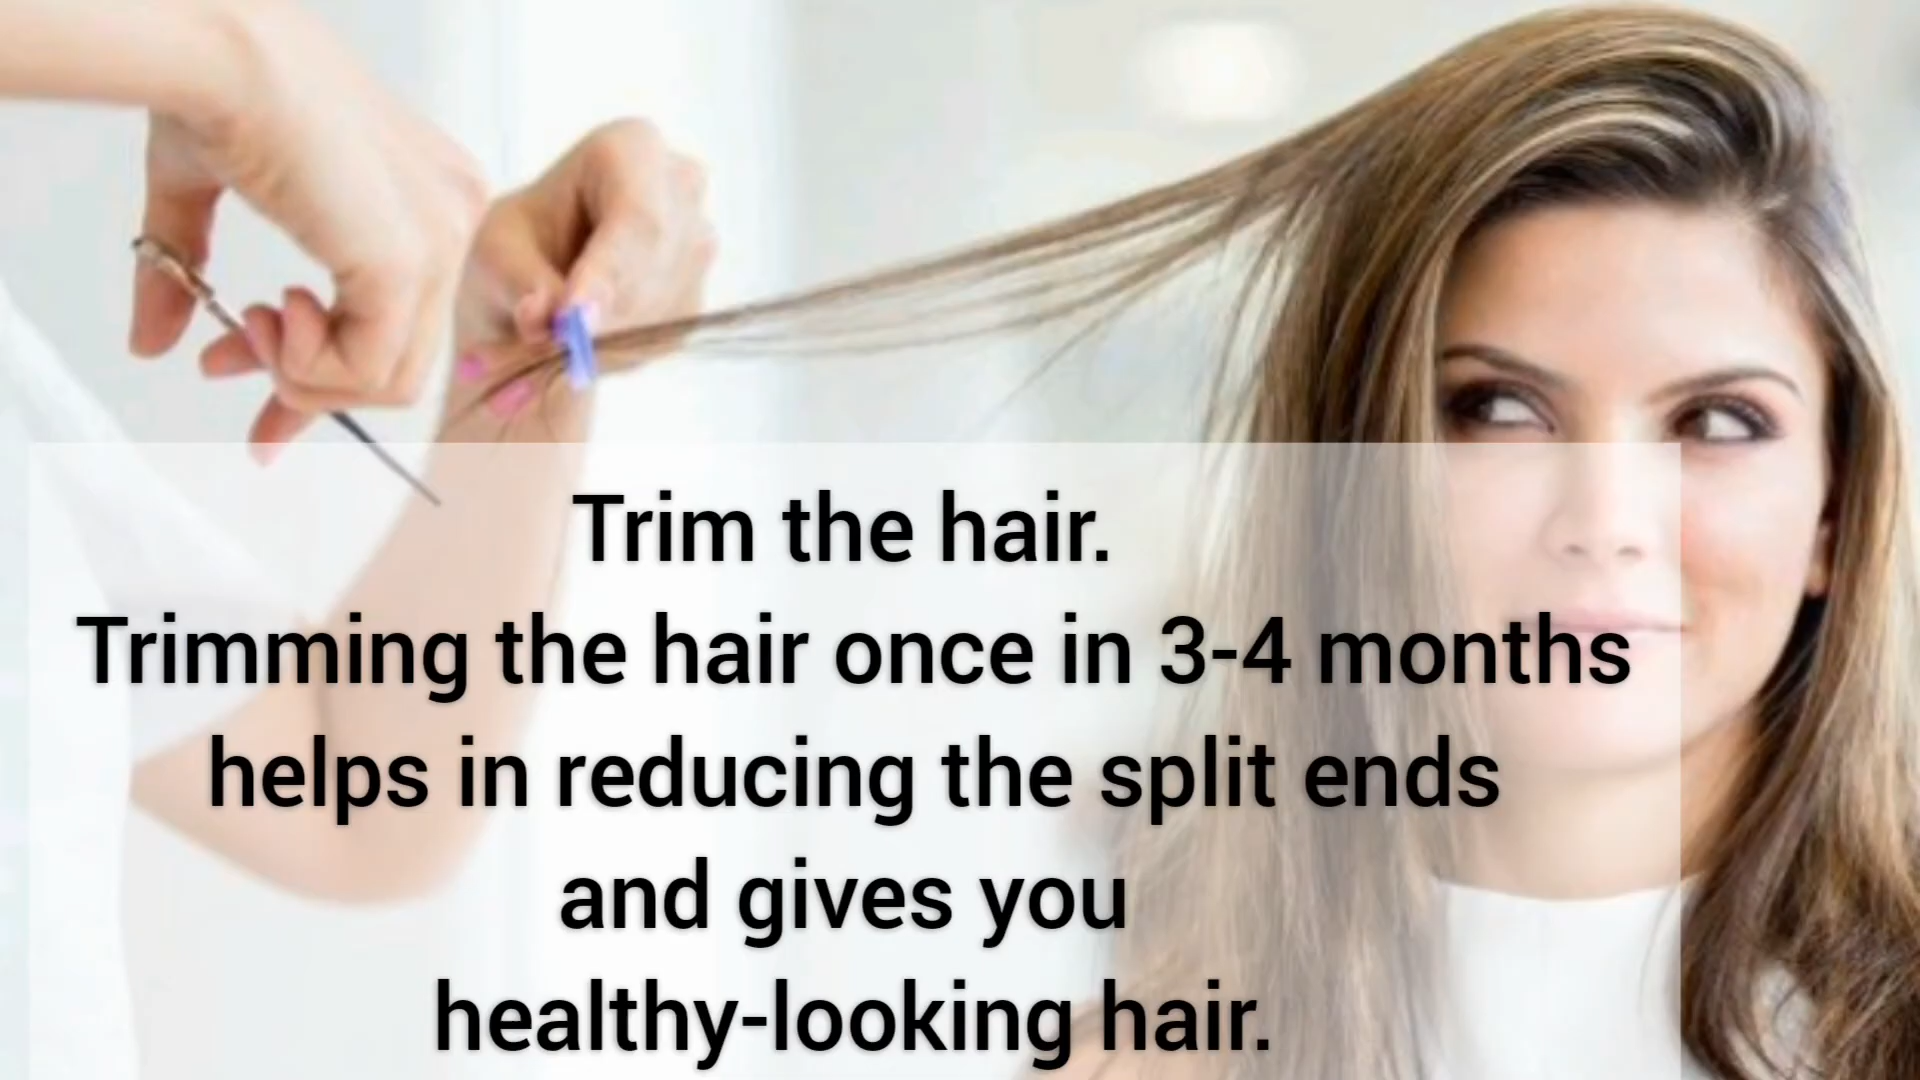 Trim the hair.
Trimming the hair once in 3-4 months
helps in reducing the split ends
and gives you
healthy-looking hair.